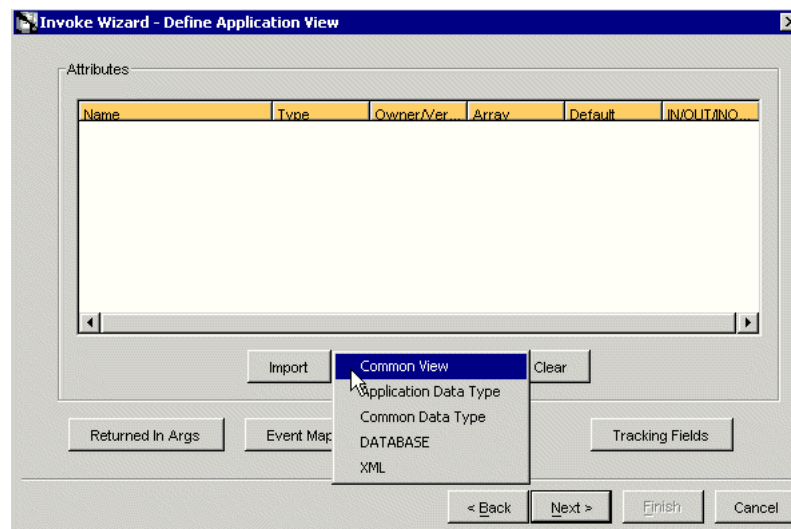 Invoke Wizard - Define Application View
Attributes
Name Type Owner/Ver... Array Default IN/OUT/INO...
Import Common View Clear
Application Data Type
Common Data Type
Returned In Args Event Map Tracking Fields
DATABASE
XML
< Back Next > Finish Cancel